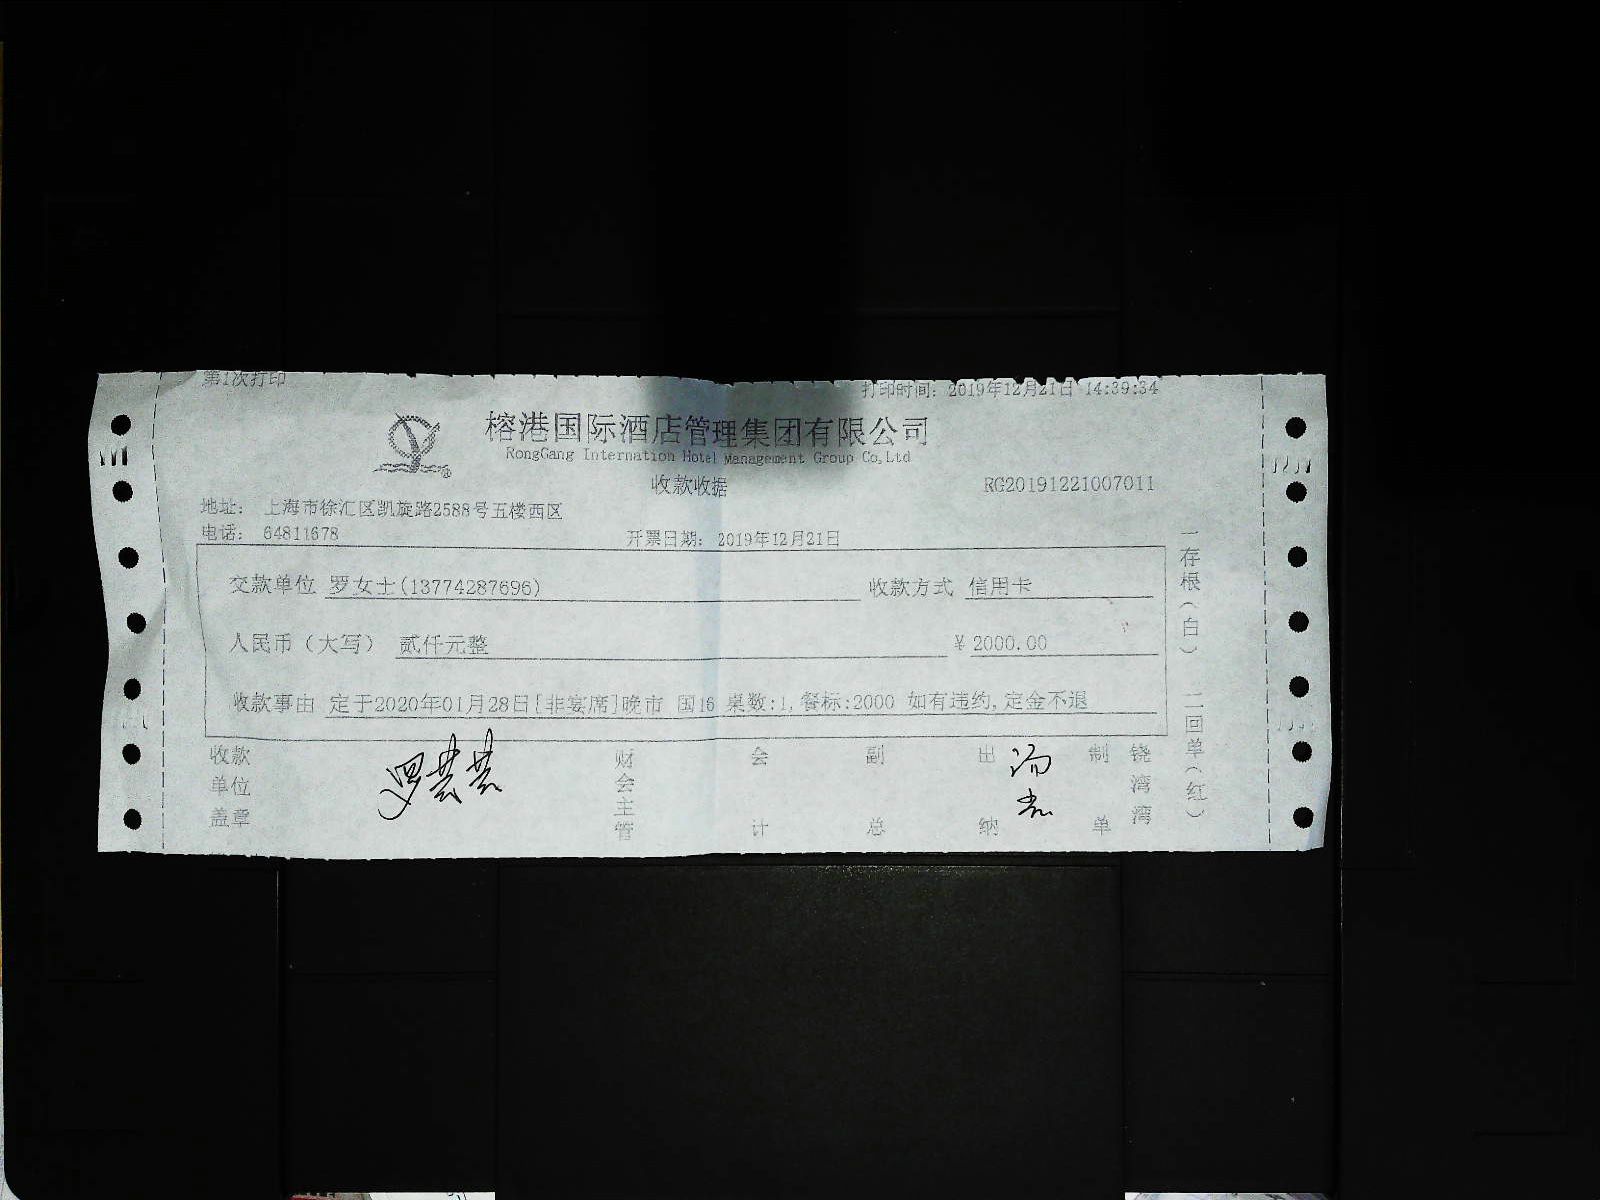 第1次打印 打印时间: 2019年12月21日 14:39:34
榕港国际酒店管理集团有限公司
RongGang Internation Hotel Management Group Co,Ltd
收款收据 RG20191221007011
地址: 上海市徐汇区凯旋路2588号五楼西区
电话: 64811678 开票日期: 2019年12月21日
交款单位 罗女士(13774287696) 收款方式 信用卡
人民币（大写） 贰仟元整 ¥ 2000.00
收款事由 定于2020年01月28日[非宴席]晚市 国16 桌数:1,餐标:2000 如有违约,定金不退
收款单位盖章 罗芸芸 财会主管 会计 副总 出纳 制单 饶湾湾
一存根（白） 二回单（红）